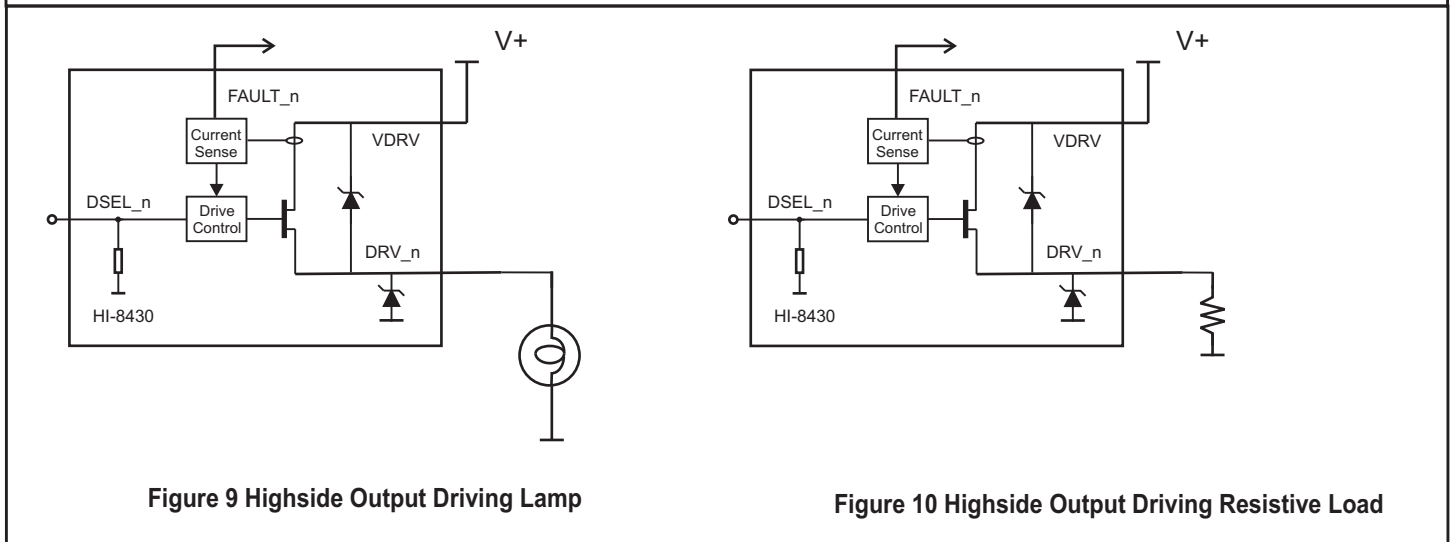 V+
FAULT_n
Current
Sense
VDRV
DSEL_n
Drive
Control
DRV_n
HI-8430
Figure 9 Highside Output Driving Lamp
V+
FAULT_n
Current
Sense
VDRV
DSEL_n
Drive
Control
DRV_n
HI-8430
Figure 10 Highside Output Driving Resistive Load